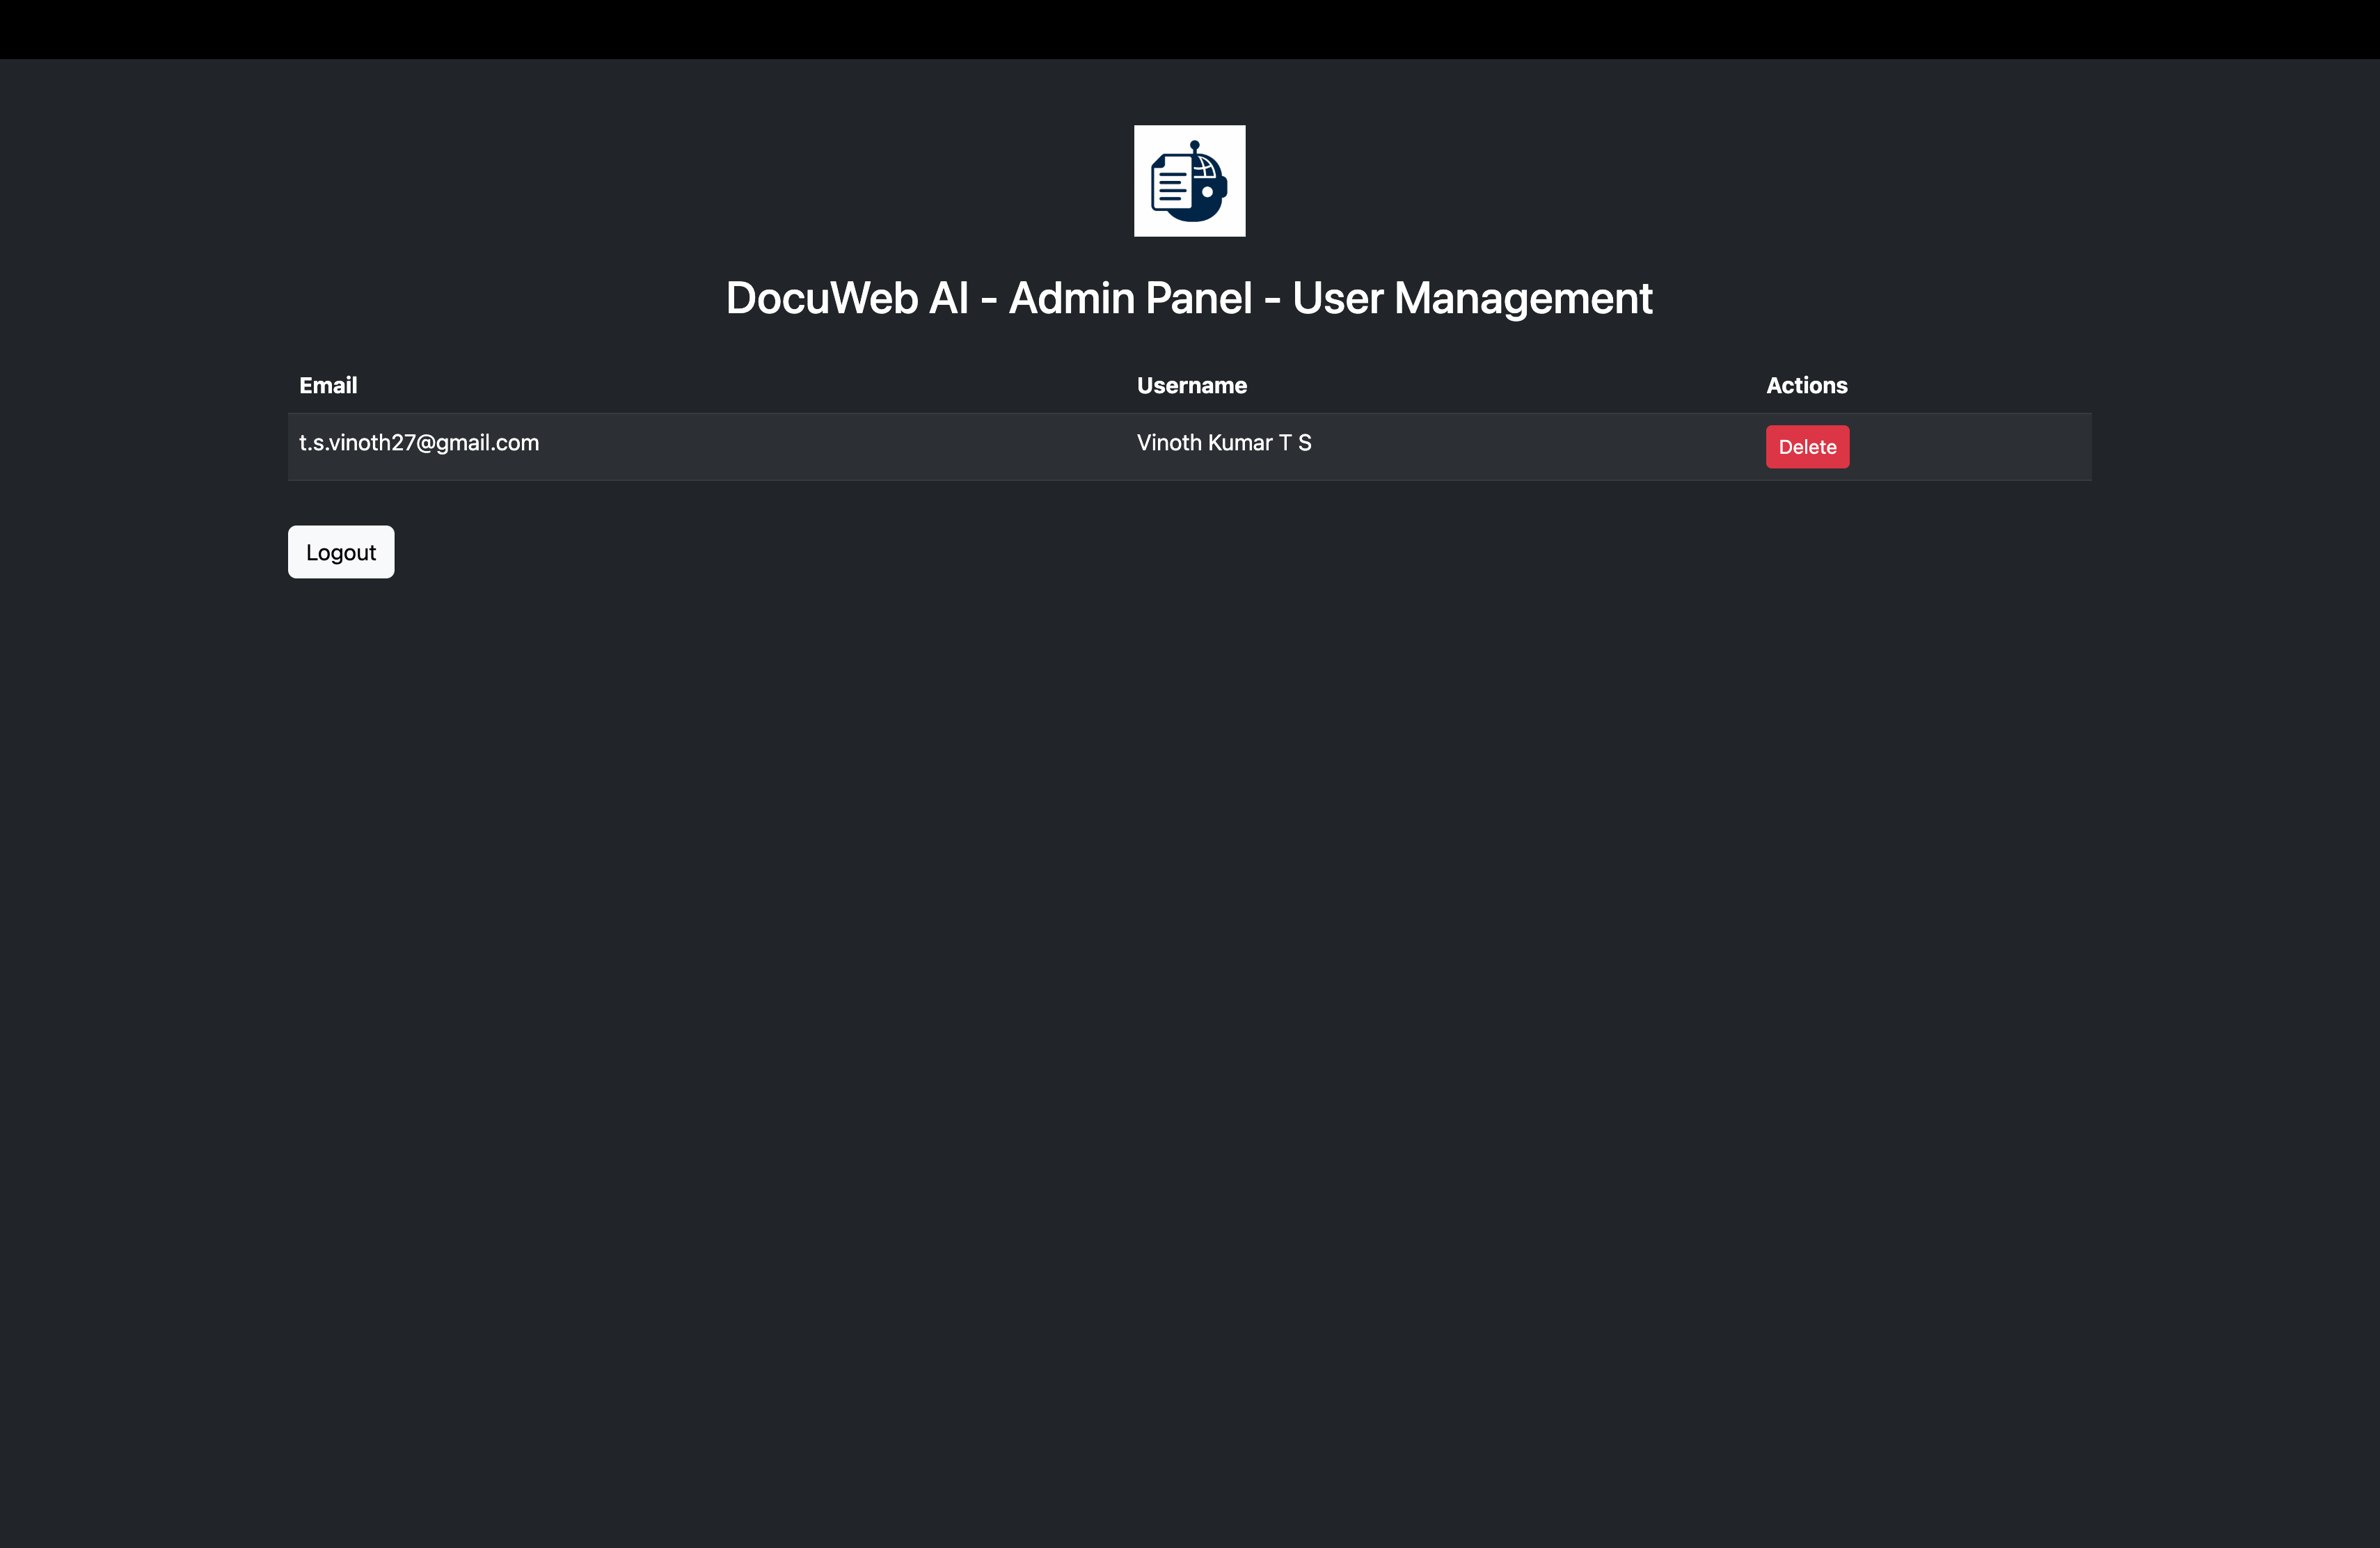 DocuWeb AI - Admin Panel - User Management
Email Username Actions
t.s.vinoth27@gmail.com Vinoth Kumar T S Delete
Logout